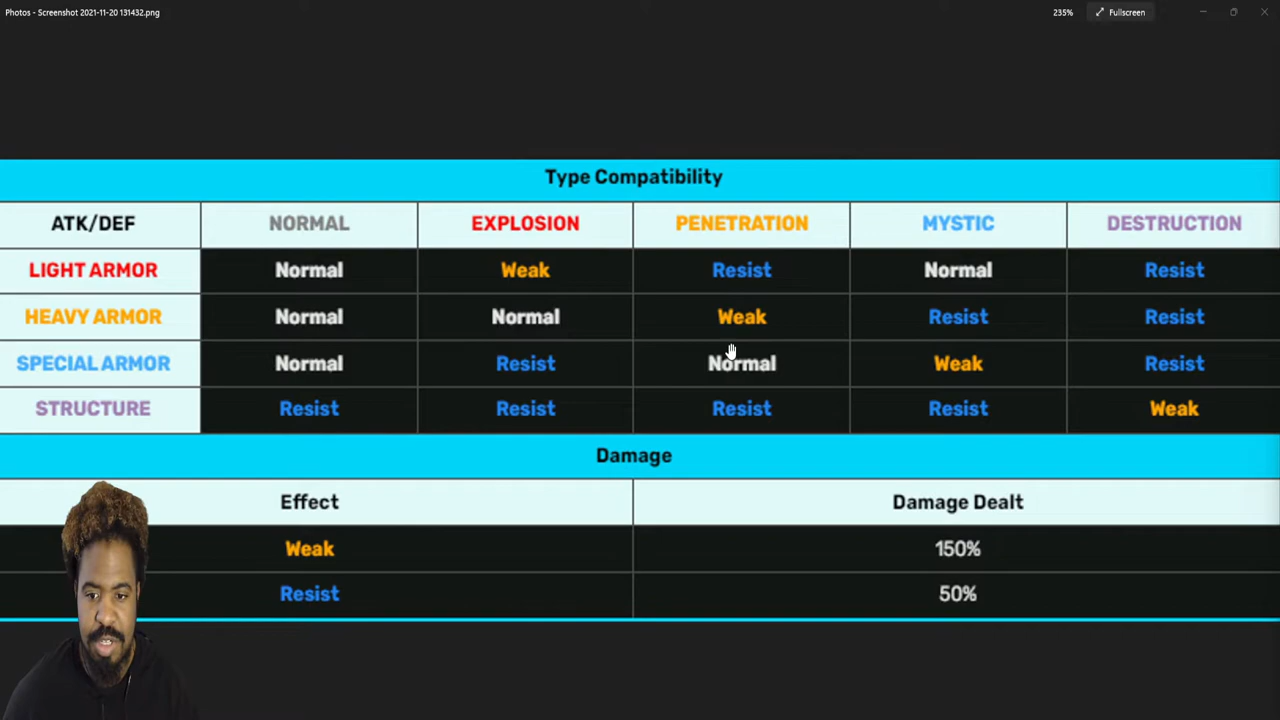 Photos - Screenshot 2021-11-20 131432.png
235% Fullscreen
Type Compatibility
ATK/DEF NORMAL EXPLOSION PENETRATION MYSTIC DESTRUCTION
LIGHT ARMOR Normal Weak Resist Normal Resist
HEAVY ARMOR Normal Normal Weak Resist Resist
SPECIAL ARMOR Normal Resist Normal Weak Resist
STRUCTURE Resist Resist Resist Resist Weak
Damage
Effect Damage Dealt
Weak 150%
Resist 50%